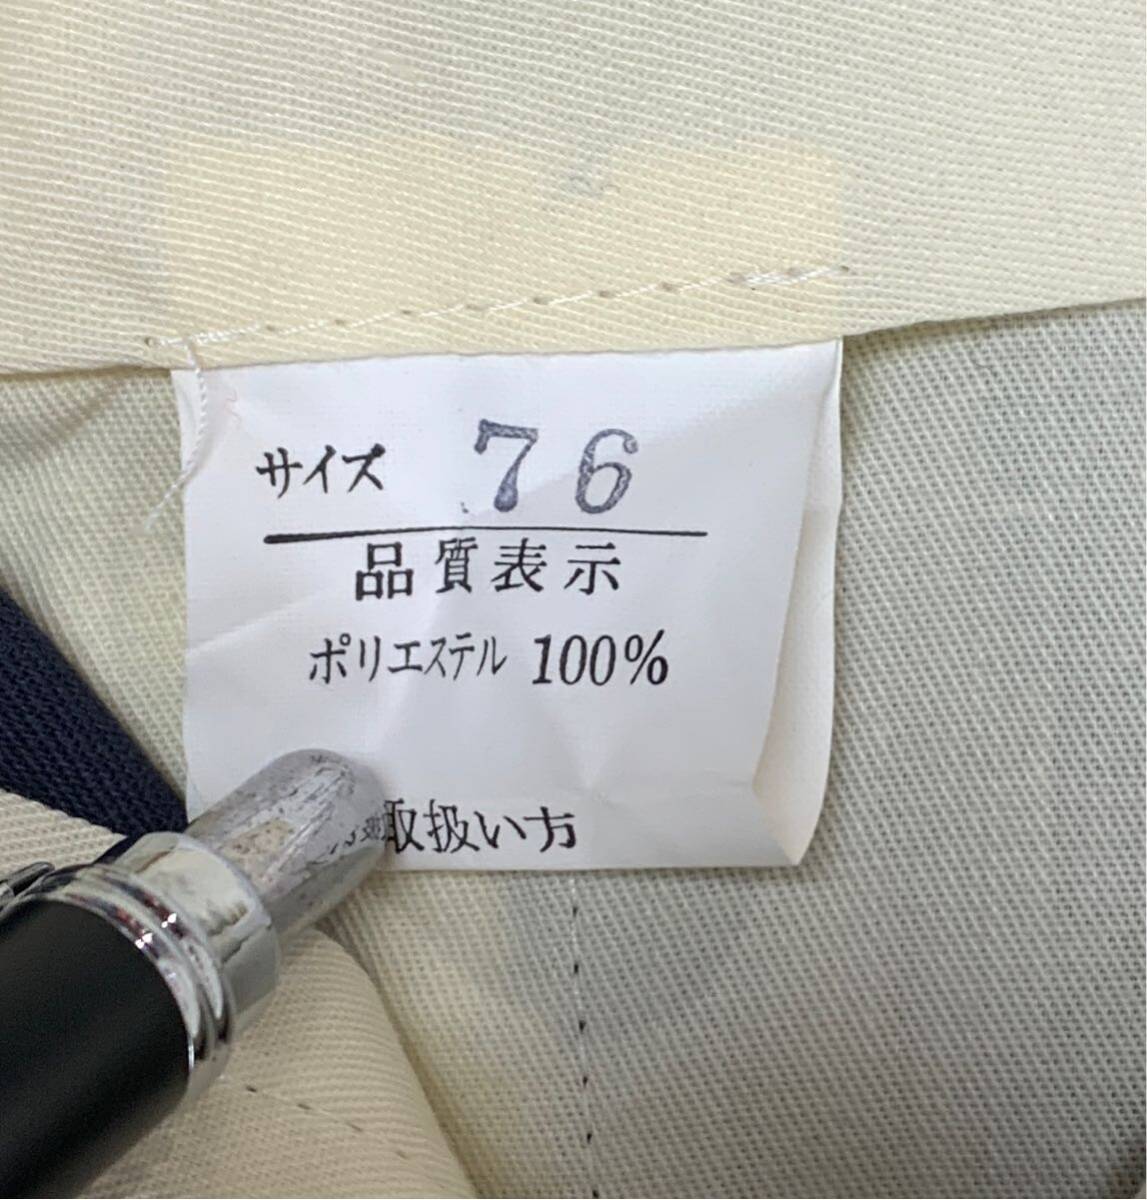 サイズ 76
品質表示
ポリエステル 100%
取扱い方